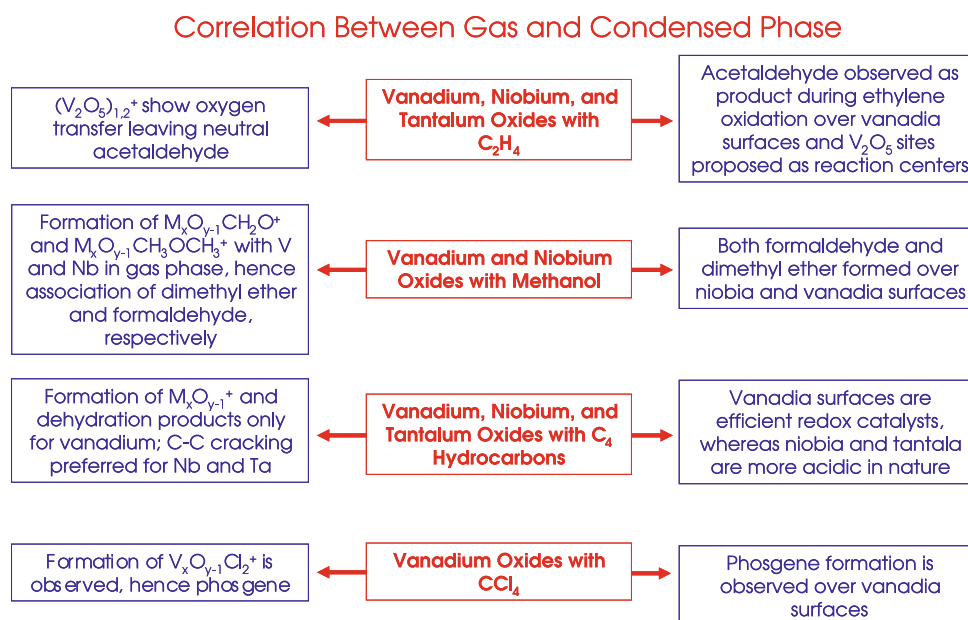 Correlation Between Gas and Condensed Phase
(V₂O₅)₁,₂⁺ show oxygen
transfer leaving neutral
acetaldehyde
Vanadium, Niobium, and
Tantalum Oxides with
C₂H₄
Acetaldehyde observed as
product during ethylene
oxidation over vanadia
surfaces and V₂O₅ sites
proposed as reaction centers
Formation of MₓOᵧ₋₁CH₂O⁺
and MₓOᵧ₋₁CH₃OCH₃⁺ with V
and Nb in gas phase, hence
association of dimethyl ether
and formaldehyde,
respectively
Vanadium and Niobium
Oxides with Methanol
Both formaldehyde and
dimethyl ether formed over
niobia and vanadia surfaces
Formation of MₓOᵧ₋₁⁺ and
dehydration products only
for vanadium; C-C cracking
preferred for Nb and Ta
Vanadium, Niobium, and
Tantalum Oxides with C₄
Hydrocarbons
Vanadia surfaces are
efficient redox catalysts,
whereas niobia and tantala
are more acidic in nature
Formation of VₓOᵧ₋₁Cl₂⁺ is
observed, hence phosgene
Vanadium Oxides with
CCl₄
Phosgene formation is
observed over vanadia
surfaces